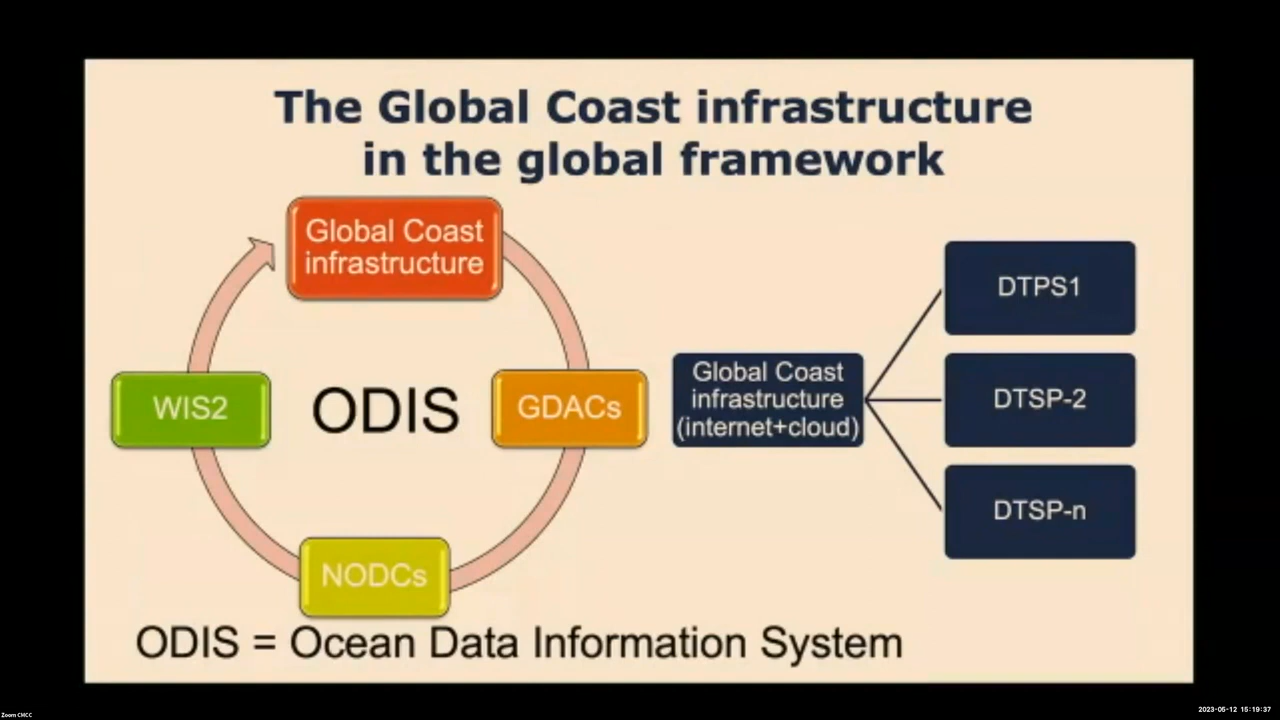 The Global Coast infrastructure
in the global framework
Global Coast
infrastructure
WIS2
ODIS
GDACs
NODCs
Global Coast
infrastructure
(internet+cloud)
DTPS1
DTSP-2
DTSP-n
ODIS = Ocean Data Information System
Zoom CMCC
2023-05-12 15:19:37